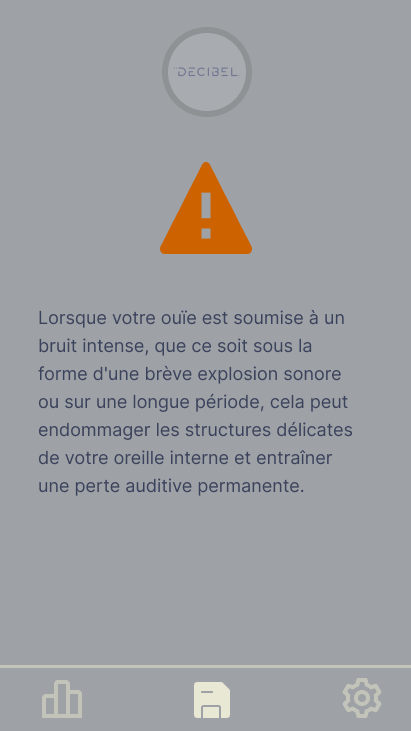 DECIBEL
Lorsque votre ouïe est soumise à un
bruit intense, que ce soit sous la
forme d'une brève explosion sonore
ou sur une longue période, cela peut
endommager les structures délicates
de votre oreille interne et entraîner
une perte auditive permanente.